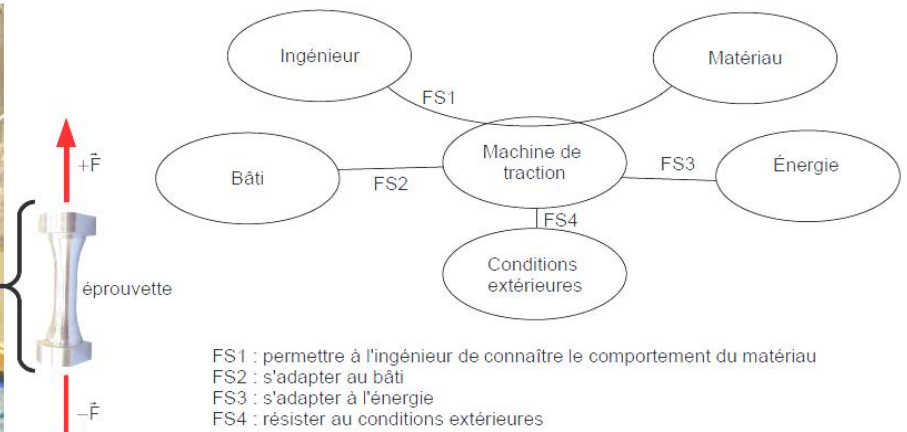 Ingénieur
Matériau
FS1
+F⃗
Machine de
traction
FS3
Énergie
Bâti
FS2
FS4
éprouvette
Conditions
extérieures
FS1 : permettre à l'ingénieur de connaître le comportement du matériau
FS2 : s'adapter au bâti
FS3 : s'adapter à l'énergie
FS4 : résister au conditions extérieures
−F⃗